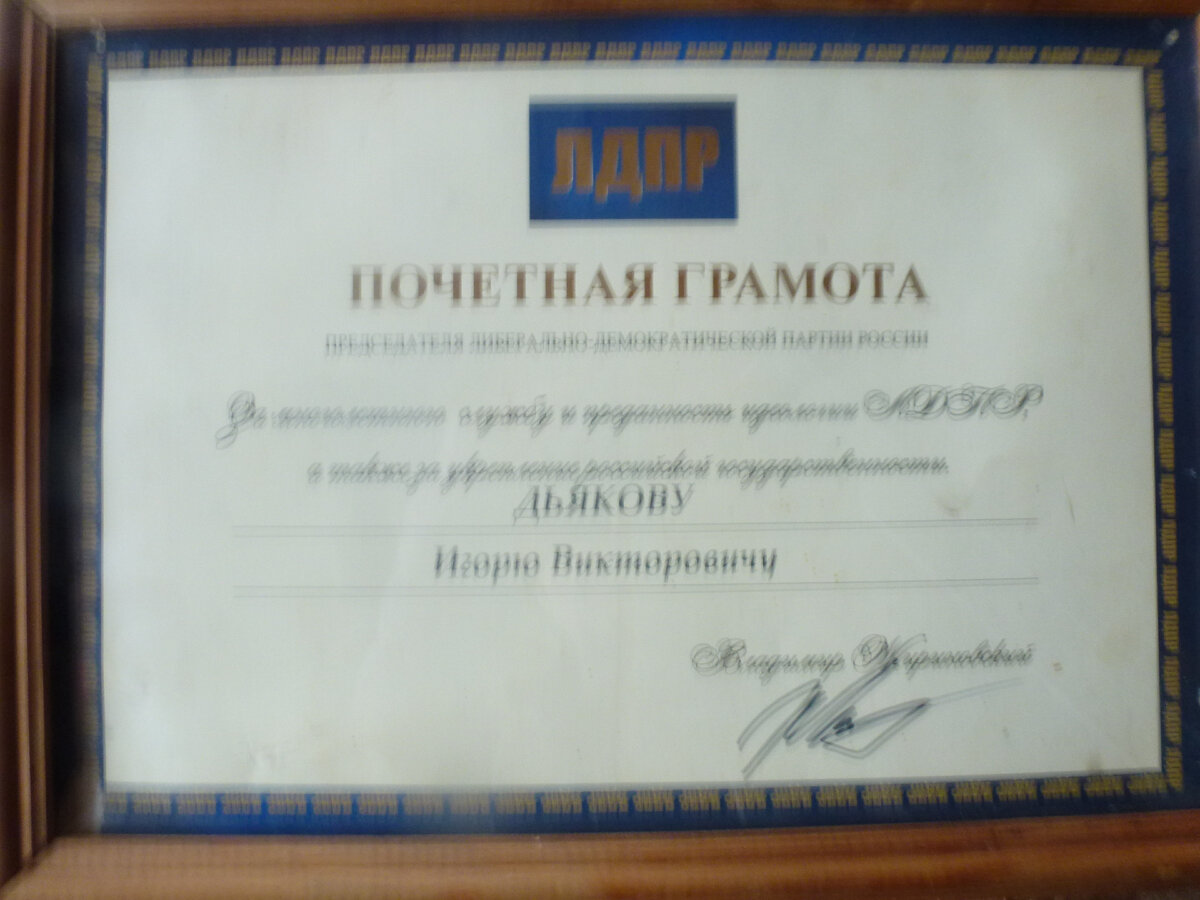 ЛДПР
ПОЧЕТНАЯ ГРАМОТА
ПРЕДСЕДАТЕЛЯ ЛИБЕРАЛЬНО-ДЕМОКРАТИЧЕСКОЙ ПАРТИИ РОССИИ
За многолетнюю службу и преданность идеологии ЛДПР,
а также за укрепление российской государственности.
ДЬЯКОВУ
Игорю Викторовичу
Владимир Жириновский